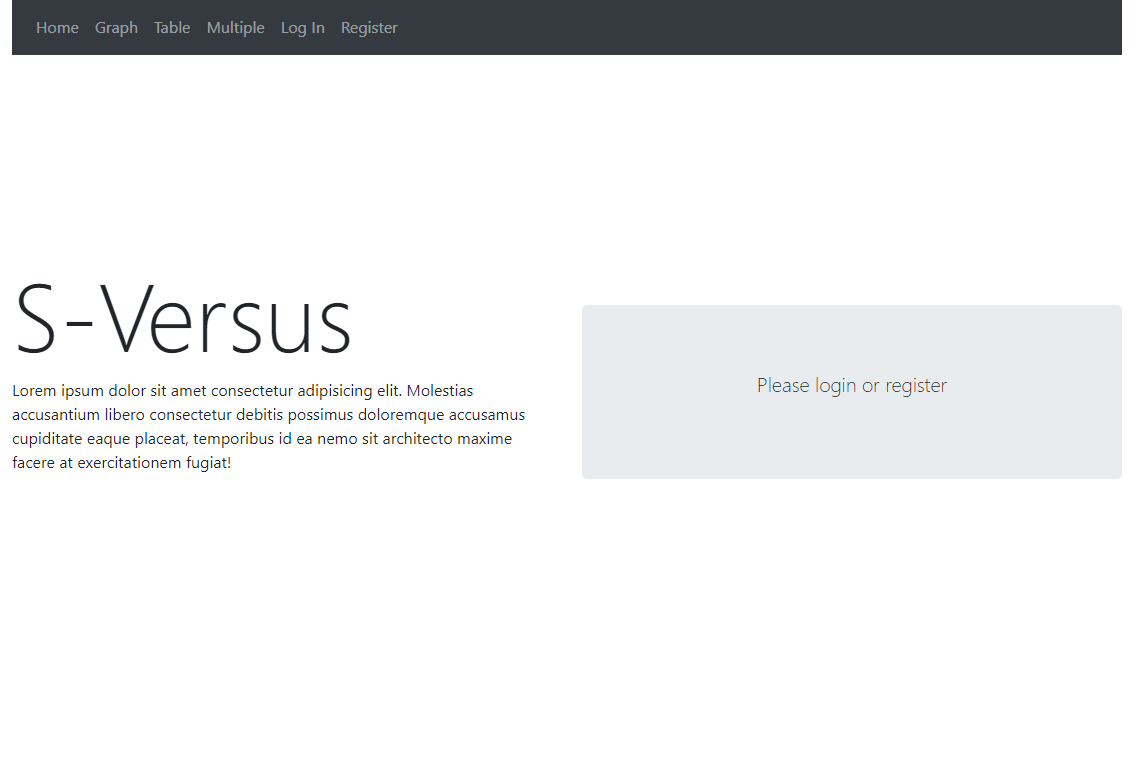 Home Graph Table Multiple Log In Register
S-Versus
Lorem ipsum dolor sit amet consectetur adipisicing elit. Molestias
accusantium libero consectetur debitis possimus doloremque accusamus
cupiditate eaque placeat, temporibus id ea nemo sit architecto maxime
facere at exercitationem fugiat!
Please login or register